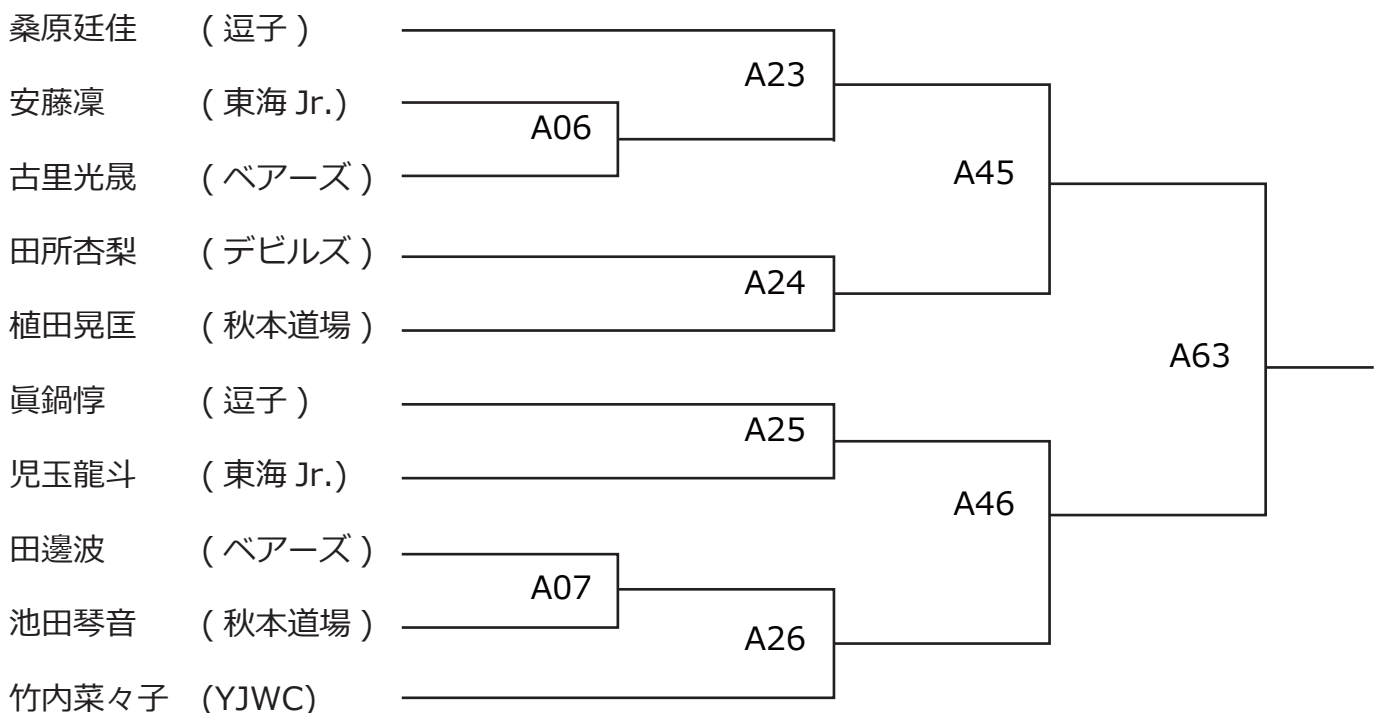 桑原廷佳 ( 逗子 )
A23
安藤凜 ( 東海 Jr.)
A06
古里光晟 ( ベアーズ )
A45
田所杏梨 ( デビルズ )
A24
植田晃匡 ( 秋本道場 )
A63
眞鍋惇 ( 逗子 )
A25
児玉龍斗 ( 東海 Jr.)
A46
田邊波 ( ベアーズ )
A07
池田琴音 ( 秋本道場 )
A26
竹内菜々子 (YJWC)